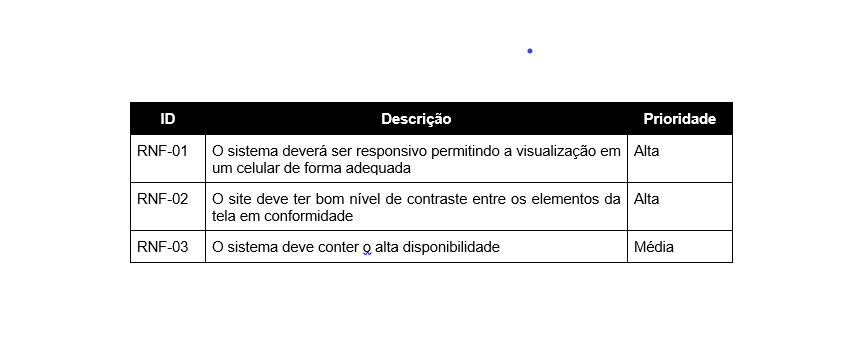 ID Descrição Prioridade
RNF-01 O sistema deverá ser responsivo permitindo a visualização em Alta
um celular de forma adequada
RNF-02 O site deve ter bom nível de contraste entre os elementos da Alta
tela em conformidade
RNF-03 O sistema deve conter o alta disponibilidade Média